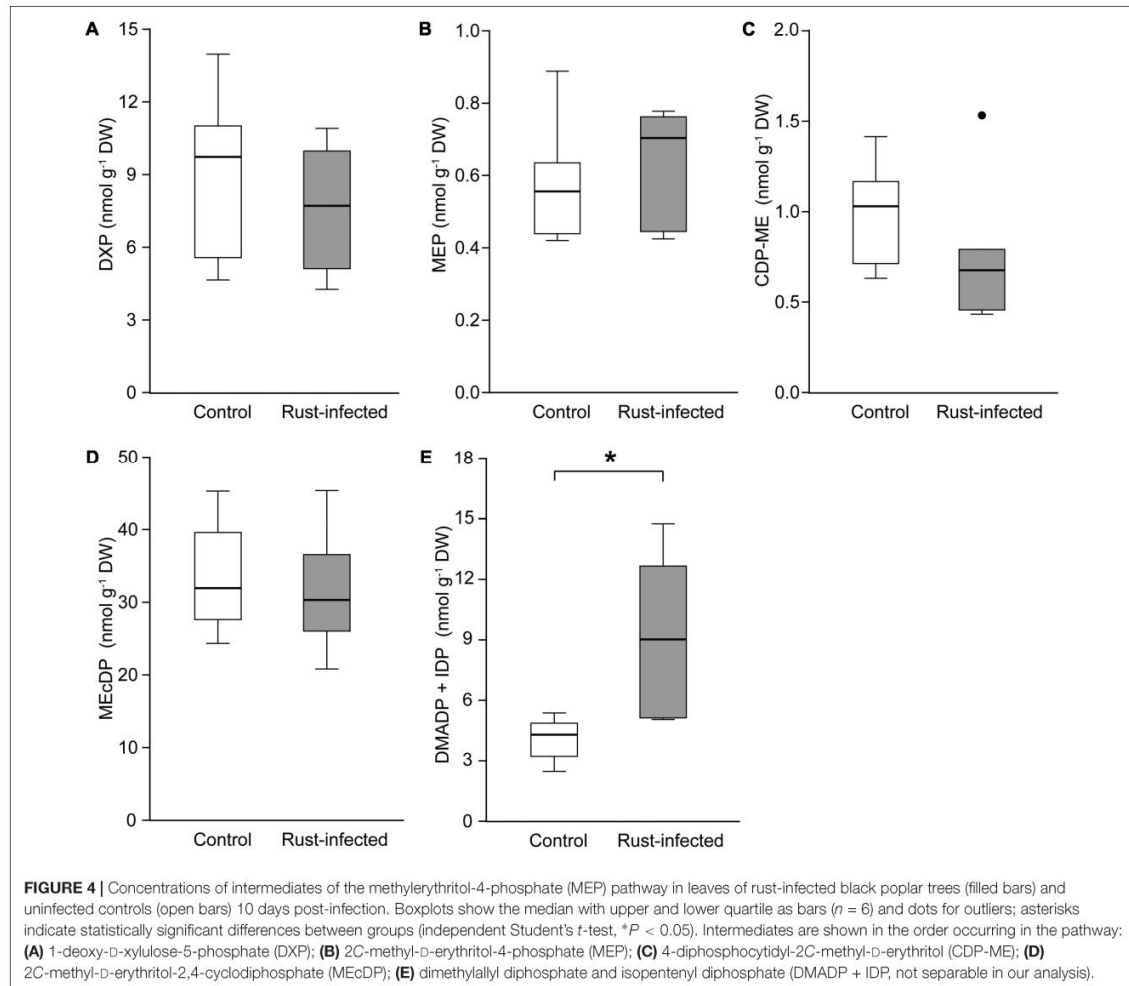 A
15
12
9
6
3
0
DXP (nmol g⁻¹ DW)
Control
Rust-infected
B
1.0
0.8
0.6
0.4
0.2
0.0
MEP (nmol g⁻¹ DW)
Control
Rust-infected
C
2.0
1.5
1.0
0.5
0.0
CDP-ME (nmol g⁻¹ DW)
Control
Rust-infected
D
50
40
30
20
10
0
MEcDP (nmol g⁻¹ DW)
Control
Rust-infected
E
18
15
12
9
6
3
0
DMADP + IDP (nmol g⁻¹ DW)
*
Control
Rust-infected
FIGURE 4 | Concentrations of intermediates of the methylerythritol-4-phosphate (MEP) pathway in leaves of rust-infected black poplar trees (filled bars) and
uninfected controls (open bars) 10 days post-infection. Boxplots show the median with upper and lower quartile as bars (n = 6) and dots for outliers; asterisks
indicate statistically significant differences between groups (independent Student's t-test, *P < 0.05). Intermediates are shown in the order occurring in the pathway:
(A) 1-deoxy-D-xylulose-5-phosphate (DXP); (B) 2C-methyl-D-erythritol-4-phosphate (MEP); (C) 4-diphosphocytidyl-2C-methyl-D-erythritol (CDP-ME); (D)
2C-methyl-D-erythritol-2,4-cyclodiphosphate (MEcDP); (E) dimethylallyl diphosphate and isopentenyl diphosphate (DMADP + IDP, not separable in our analysis).